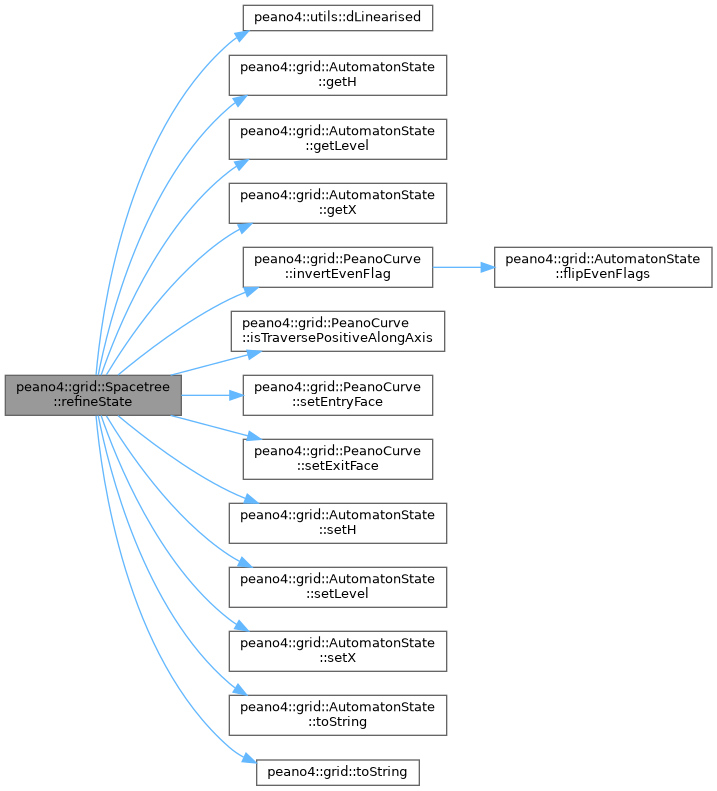 peano4::utils::dLinearised
peano4::grid::AutomatonState
::getH
peano4::grid::AutomatonState
::getLevel
peano4::grid::AutomatonState
::getX
peano4::grid::PeanoCurve
::invertEvenFlag
peano4::grid::AutomatonState
::flipEvenFlags
peano4::grid::PeanoCurve
::isTraversePositiveAlongAxis
peano4::grid::Spacetree
::refineState
peano4::grid::PeanoCurve
::setEntryFace
peano4::grid::PeanoCurve
::setExitFace
peano4::grid::AutomatonState
::setH
peano4::grid::AutomatonState
::setLevel
peano4::grid::AutomatonState
::setX
peano4::grid::AutomatonState
::toString
peano4::grid::toString